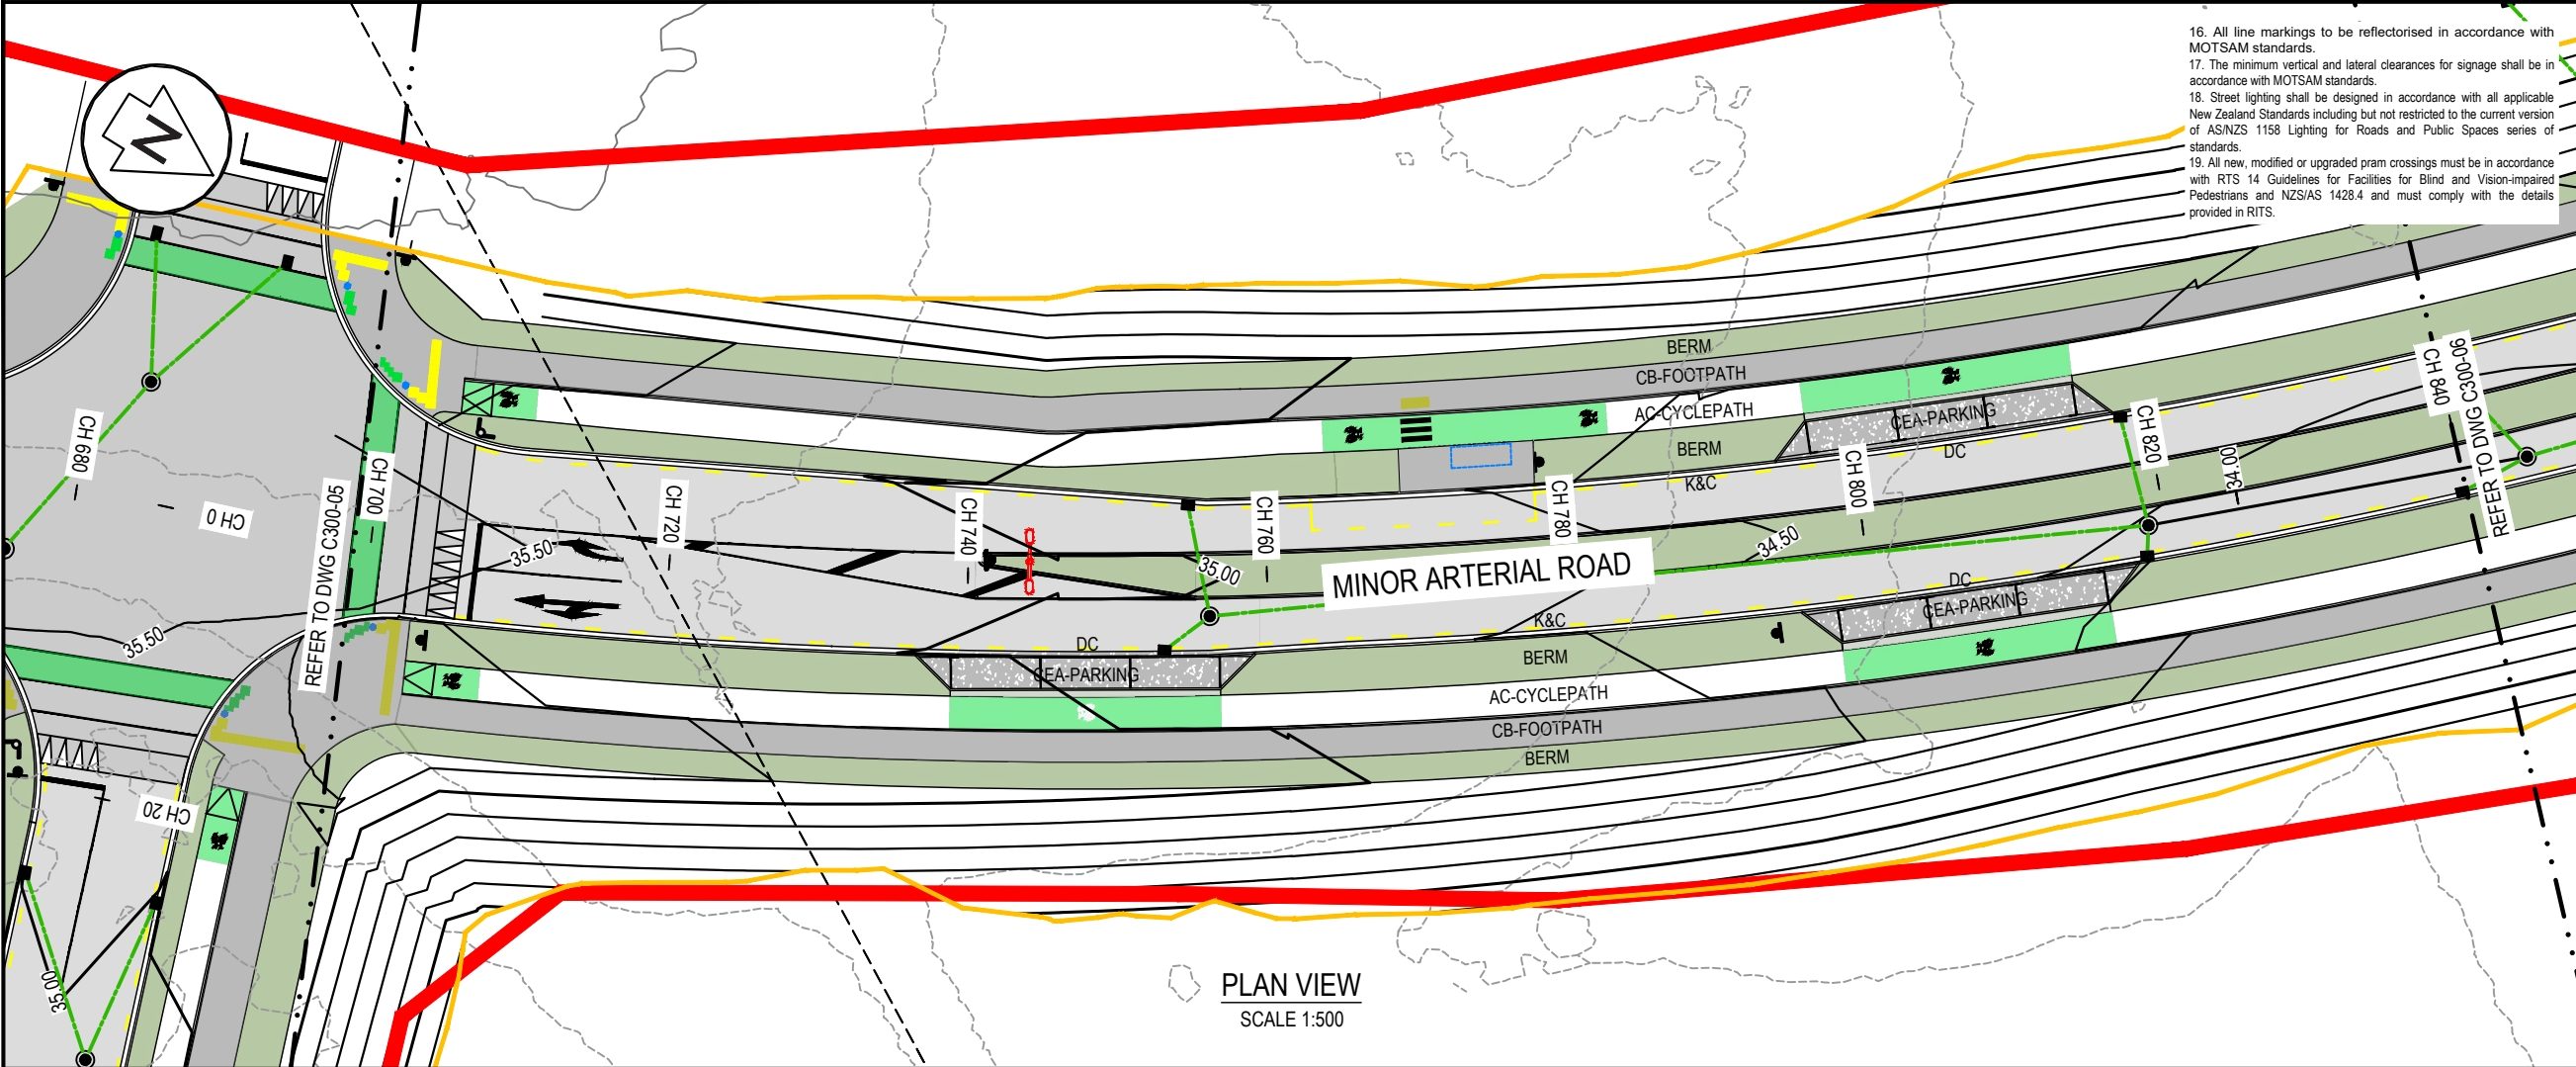 16. All line markings to be reflectorised in accordance with
MOTSAM standards.
17. The minimum vertical and lateral clearances for signage shall be in
accordance with MOTSAM standards.
18. Street lighting shall be designed in accordance with all applicable
New Zealand Standards including but not restricted to the current version
of AS/NZS 1158 Lighting for Roads and Public Spaces series of
standards.
19. All new, modified or upgraded pram crossings must be in accordance
with RTS 14 Guidelines for Facilities for Blind and Vision-impaired
Pedestrians and NZS/AS 1428.4 and must comply with the details
provided in RITS.
N
BERM
CB-FOOTPATH
AC-CYCLEPATH
CEA-PARKING
BERM
DC
K&C
CH 680
CH 0
CH 700
CH 720
CH 740
CH 760
CH 780
CH 800
CH 820
CH 840
REFER TO DWG C300-06
REFER TO DWG C300-05
34.00
34.50
35.00
35.50
35.50
MINOR ARTERIAL ROAD
DC
CEA-PARKING
K&C
DC
CEA-PARKING
BERM
AC-CYCLEPATH
CB-FOOTPATH
BERM
CH 20
35.00
PLAN VIEW
SCALE 1:500